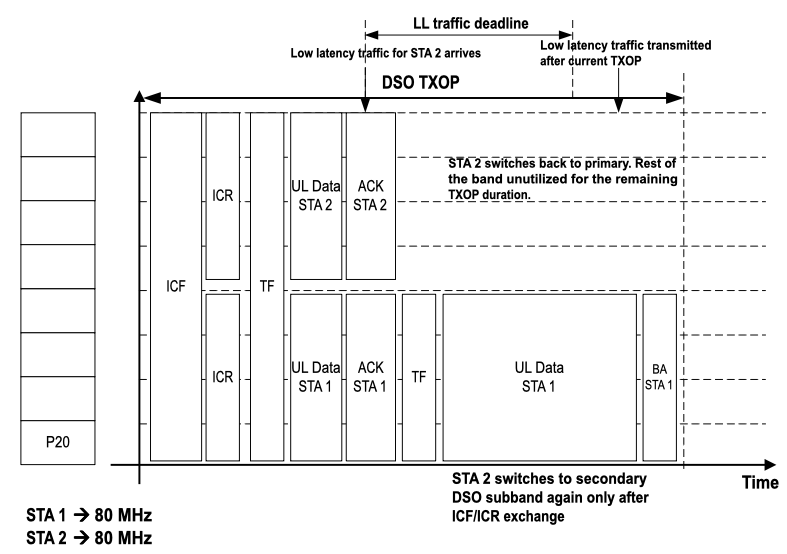 LL traffic deadline
Low latency traffic for STA 2 arrives
Low latency traffic transmitted
after current TXOP
DSO TXOP
STA 2 switches back to primary. Rest of
the band unutilized for the remaining
TXOP duration.
ICF
ICR
TF
UL Data
STA 2
ACK
STA 2
ICR
UL Data
STA 1
ACK
STA 1
TF
UL Data
STA 1
BA
STA 1
P20
Time
STA 2 switches to secondary
DSO subband again only after
ICF/ICR exchange
STA 1 → 80 MHz
STA 2 → 80 MHz